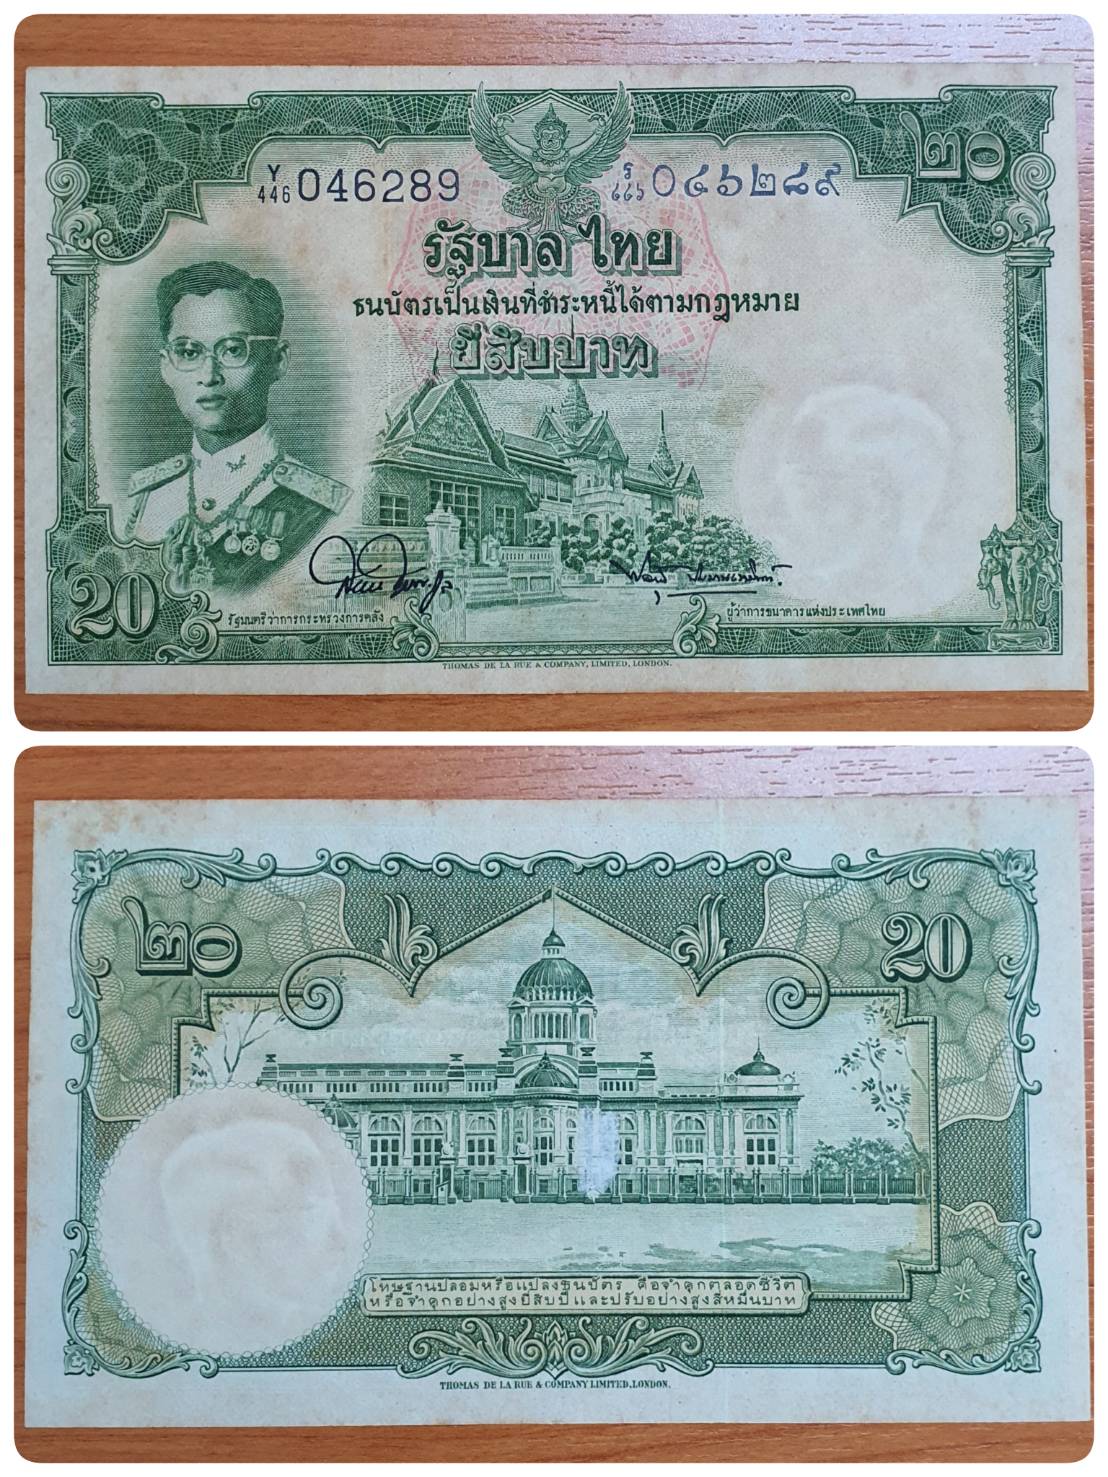 ๒๐
Y
446 046289
ร
๔๔๖ ๐๔๖๒๘๙
รัฐบาลไทย
ธนบัตรเป็นเงินที่ชำระหนี้ได้ตามกฎหมาย
ยี่สิบบาท
20
รัฐมนตรีว่าการกระทรวงการคลัง
ผู้ว่าการธนาคารแห่งประเทศไทย
THOMAS DE LA RUE & COMPANY, LIMITED, LONDON.
๒๐
20
โทษฐานปลอมหรือแปลงธนบัตร คือจำคุกตลอดชีวิต
หรือจำคุกอย่างสูงยี่สิบปีและปรับอย่างสูงสี่หมื่นบาท
THOMAS DE LA RUE & COMPANY LIMITED, LONDON.